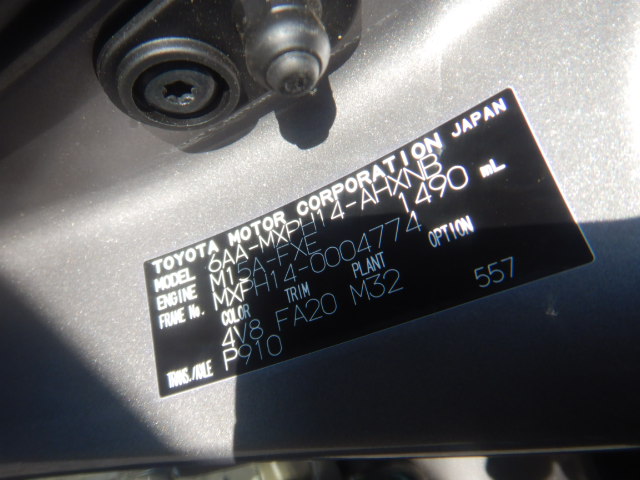 TOYOTA MOTOR CORPORATION JAPAN
MODEL 6AA-MXPH14-AHXNB
ENGINE M15A-FXE 1490 mL
FRAME No. MXPH14-0004774
COLOR TRIM PLANT OPTION
4V8 FA20 M32 557
TRANS./AXLE P910